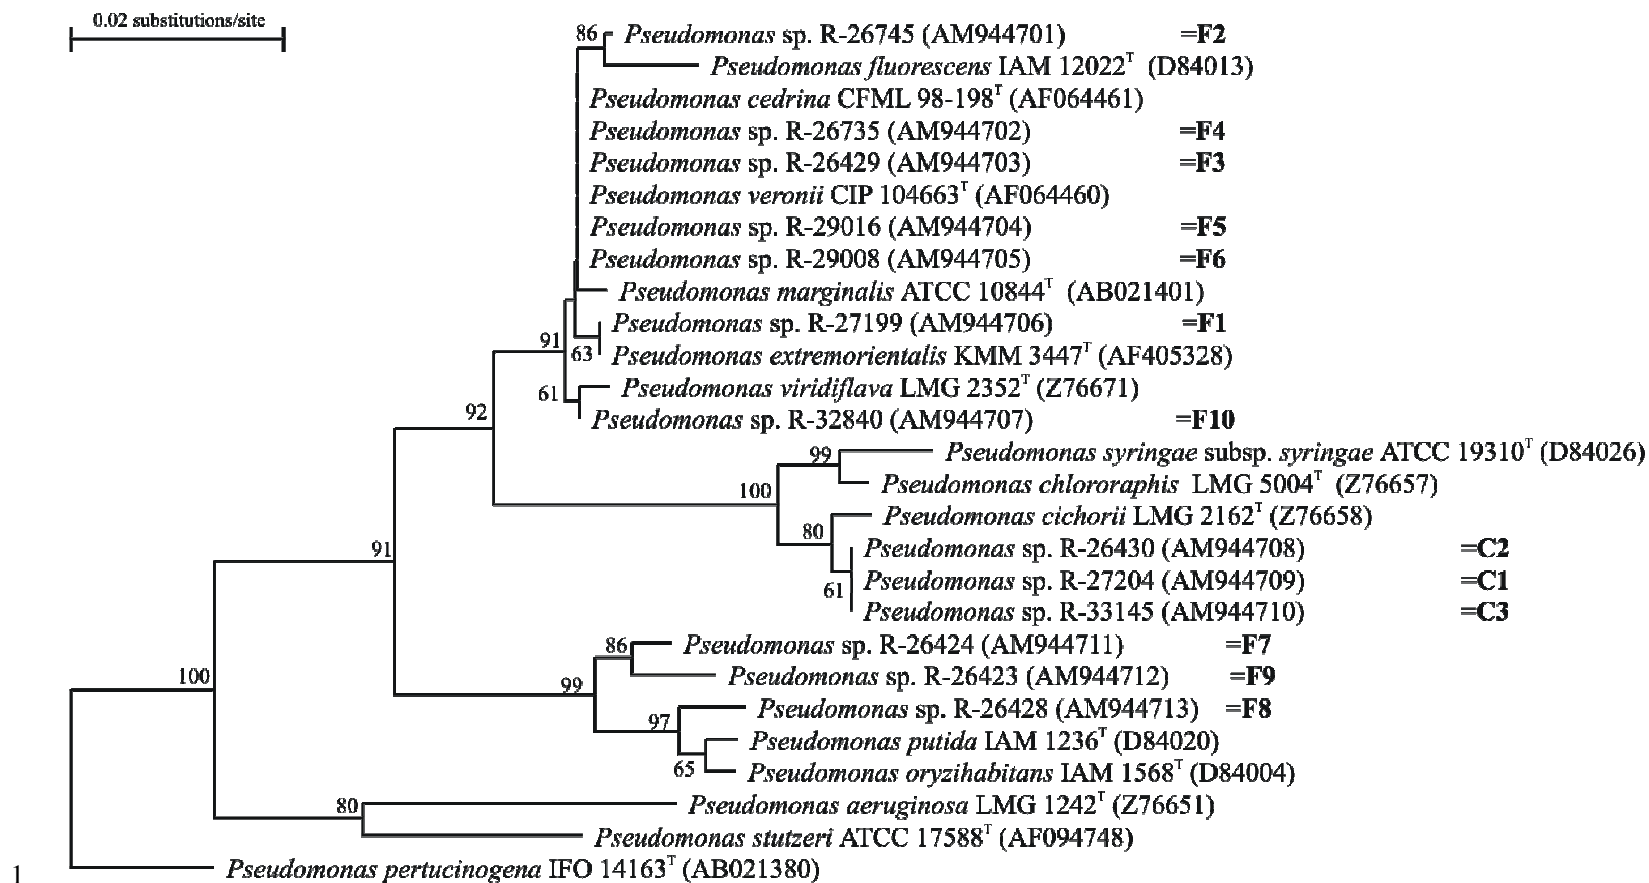 0.02 substitutions/site
86 Pseudomonas sp. R-26745 (AM944701) =F2
Pseudomonas fluorescens IAM 12022ᵀ (D84013)
Pseudomonas cedrina CFML 98-198ᵀ (AF064461)
Pseudomonas sp. R-26735 (AM944702) =F4
Pseudomonas sp. R-26429 (AM944703) =F3
Pseudomonas veronii CIP 104663ᵀ (AF064460)
Pseudomonas sp. R-29016 (AM944704) =F5
Pseudomonas sp. R-29008 (AM944705) =F6
Pseudomonas marginalis ATCC 10844ᵀ (AB021401)
Pseudomonas sp. R-27199 (AM944706) =F1
91 63 Pseudomonas extremorientalis KMM 3447ᵀ (AF405328)
61 Pseudomonas viridiflava LMG 2352ᵀ (Z76671)
92 Pseudomonas sp. R-32840 (AM944707) =F10
99 Pseudomonas syringae subsp. syringae ATCC 19310ᵀ (D84026)
100 Pseudomonas chlororaphis LMG 5004ᵀ (Z76657)
Pseudomonas cichorii LMG 2162ᵀ (Z76658)
80
91 Pseudomonas sp. R-26430 (AM944708) =C2
61 Pseudomonas sp. R-27204 (AM944709) =C1
Pseudomonas sp. R-33145 (AM944710) =C3
86 Pseudomonas sp. R-26424 (AM944711) =F7
100 99 Pseudomonas sp. R-26423 (AM944712) =F9
97 Pseudomonas sp. R-26428 (AM944713) =F8
Pseudomonas putida IAM 1236ᵀ (D84020)
65 Pseudomonas oryzihabitans IAM 1568ᵀ (D84004)
80 Pseudomonas aeruginosa LMG 1242ᵀ (Z76651)
Pseudomonas stutzeri ATCC 17588ᵀ (AF094748)
1 Pseudomonas pertucinogena IFO 14163ᵀ (AB021380)